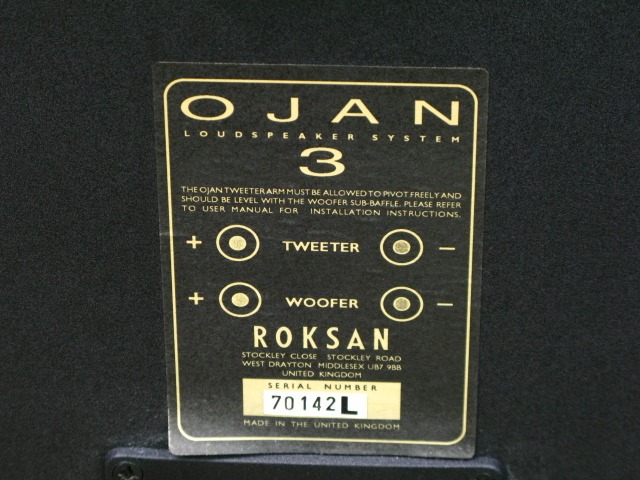 OJAN
LOUDSPEAKER SYSTEM
3
THE OJAN TWEETER ARM MUST BE ALLOWED TO PIVOT FREELY AND
SHOULD BE LEVEL WITH THE WOOFER SUB-BAFFLE. PLEASE REFER
TO USER MANUAL FOR INSTALLATION INSTRUCTIONS.
+ TWEETER −
+ WOOFER −
ROKSAN
STOCKLEY CLOSE STOCKLEY ROAD
WEST DRAYTON MIDDLESEX UB7 9BB
UNITED KINGDOM
SERIAL NUMBER
70142L
MADE IN THE UNITED KINGDOM